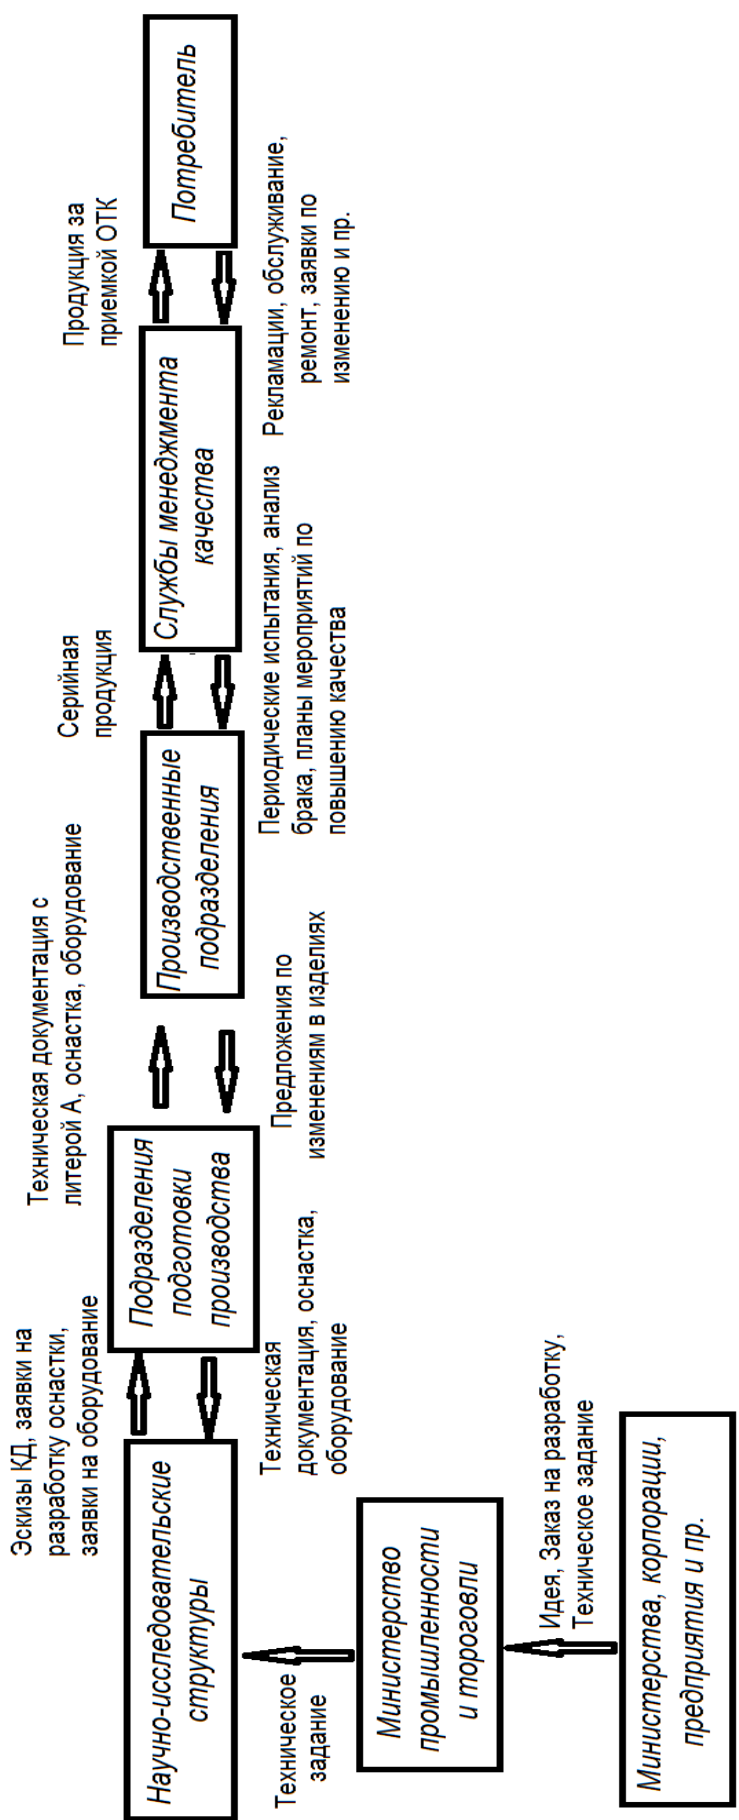 Эскизы КД, заявки на
разработку оснастки,
заявки на оборудование
Техническая документация с
литерой А, оснастка, оборудование
Серийная
продукция
Продукция за
приемкой ОТК
Научно-исследовательские
структуры
Подразделения
подготовки
производства
Производственные
подразделения
Службы менеджмента
качества
Потребитель
Техническая
документация, оснастка,
оборудование
Предложения по
изменениям в изделиях
Периодические испытания, анализ
брака, планы мероприятий по
повышению качества
Рекламации, обслуживание,
ремонт, заявки по
изменению и пр.
Техническое
задание
Министерство
промышленности
и тороговли
Идея, Заказ на разработку,
Техническое задание
Министерства, корпорации,
предприятия и пр.